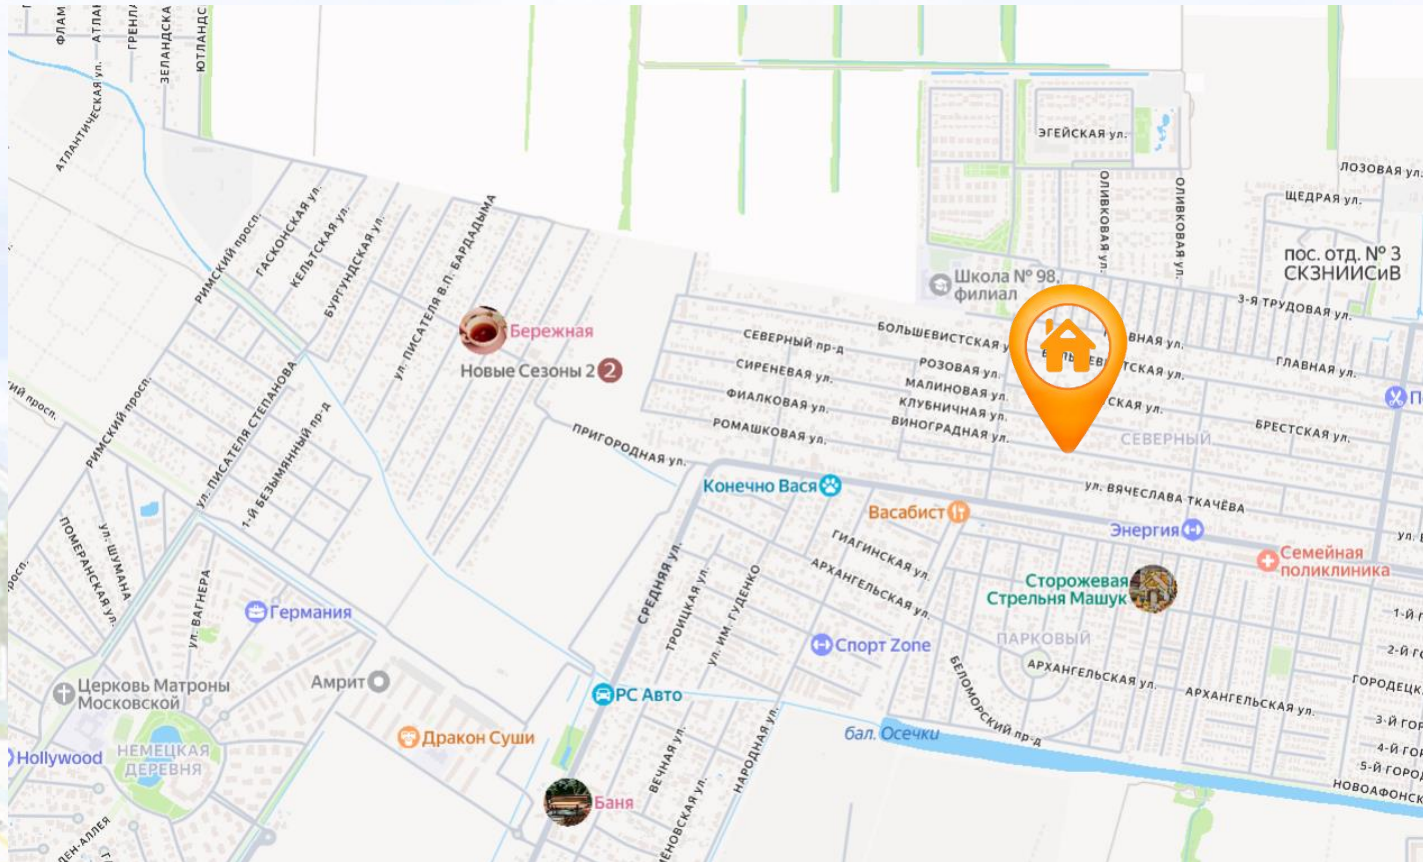 АТЛАНТИЧЕСКАЯ ул.
ЭГЕЙСКАЯ ул.
ЛОЗОВАЯ ул.
ЩЕДРАЯ ул.
ОЛИВКОВАЯ ул.
ОЛИВКОВАЯ ул.
РИМСКИЙ просп.
ГАСКОНСКАЯ ул.
КЕЛЬТСКАЯ ул.
БУРГУНДСКАЯ ул.
ул. ПИСАТЕЛЯ В.П. БАРДАДЫМА
пос. отд. № 3
СКЗНИИСиВ
Школа № 98,
филиал
3-Я ТРУДОВАЯ ул.
Бережная
Новые Сезоны 2
2
СЕВЕРНЫЙ пр-д
БОЛЬШЕВИСТСКАЯ
СИРЕНЕВАЯ ул.
РОЗОВАЯ ул.
ГЛАВНАЯ ул.
МАЛИНОВАЯ ул.
ФИАЛКОВАЯ ул.
КЛУБНИЧНАЯ ул.
РОМАШКОВАЯ ул.
ВИНОГРАДНАЯ ул.
СЕВЕРНЫЙ
БРЕСТСКАЯ ул.
РИМСКИЙ просп.
ул. ПИСАТЕЛЯ СТЕПАНОВА
1-Й БЕЗЫМЯННЫЙ пр-д
ПРИГОРОДНАЯ ул.
Конечно Вася
ул. ВЯЧЕСЛАВА ТКАЧЁВА
Васабист
Энергия
Семейная
поликлиника
ГИАГИНСКАЯ ул.
АРХАНГЕЛЬСКАЯ ул.
Сторожевая
Стрельня Машук
ПОМЕРАНСКАЯ ул.
ул. ШУМАНА
ул. ВАГНЕРА
Германия
СРЕДНЯЯ ул.
ТРОИЦКАЯ ул.
ул. ИМ. ГУДЕНКО
Спорт Zone
ПАРКОВЫЙ
БЕЛОМОРСКИЙ пр-д
АРХАНГЕЛЬСКАЯ ул.
АРХАНГЕЛЬСКАЯ ул.
Церковь Матроны
Московской
Амрит
РС Авто
Дракон Суши
бал. Осечки
Hollywood
НЕМЕЦКАЯ
ДЕРЕВНЯ
ВЕЧНАЯ ул.
НАРОДНАЯ ул.
Баня